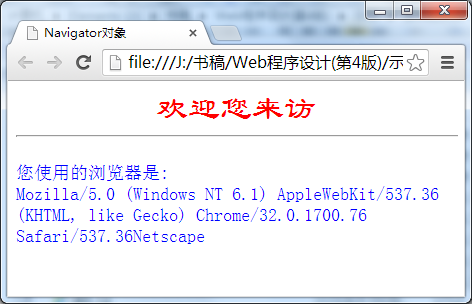 Navigator对象
file:///J:/书稿/Web程序设计(第4版)/示
欢迎您来访
您使用的浏览器是:
Mozilla/5.0 (Windows NT 6.1) AppleWebKit/537.36
(KHTML, like Gecko) Chrome/32.0.1700.76
Safari/537.36Netscape